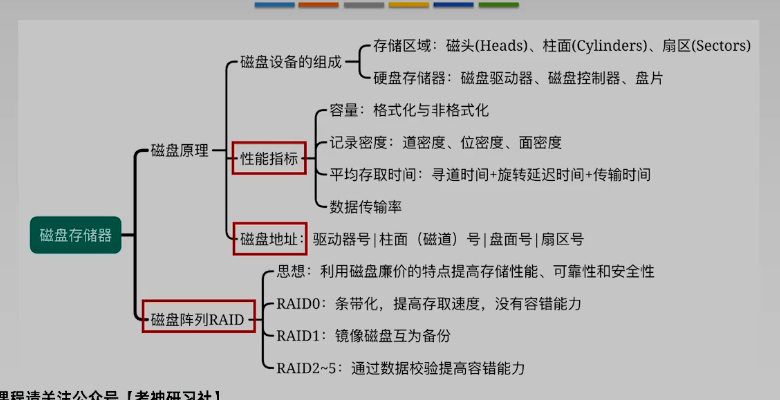 磁盘存储器
磁盘原理
磁盘设备的组成
存储区域：磁头(Heads)、柱面(Cylinders)、扇区(Sectors)
硬盘存储器：磁盘驱动器、磁盘控制器、盘片
性能指标
容量：格式化与非格式化
记录密度：道密度、位密度、面密度
平均存取时间：寻道时间+旋转延迟时间+传输时间
数据传输率
磁盘地址：驱动器号|柱面（磁道）号|盘面号|扇区号
磁盘阵列RAID
思想：利用磁盘廉价的特点提高存储性能、可靠性和安全性
RAID0：条带化，提高存取速度，没有容错能力
RAID1：镜像磁盘互为备份
RAID2~5：通过数据校验提高容错能力
课程请关注公众号【考神研习社】